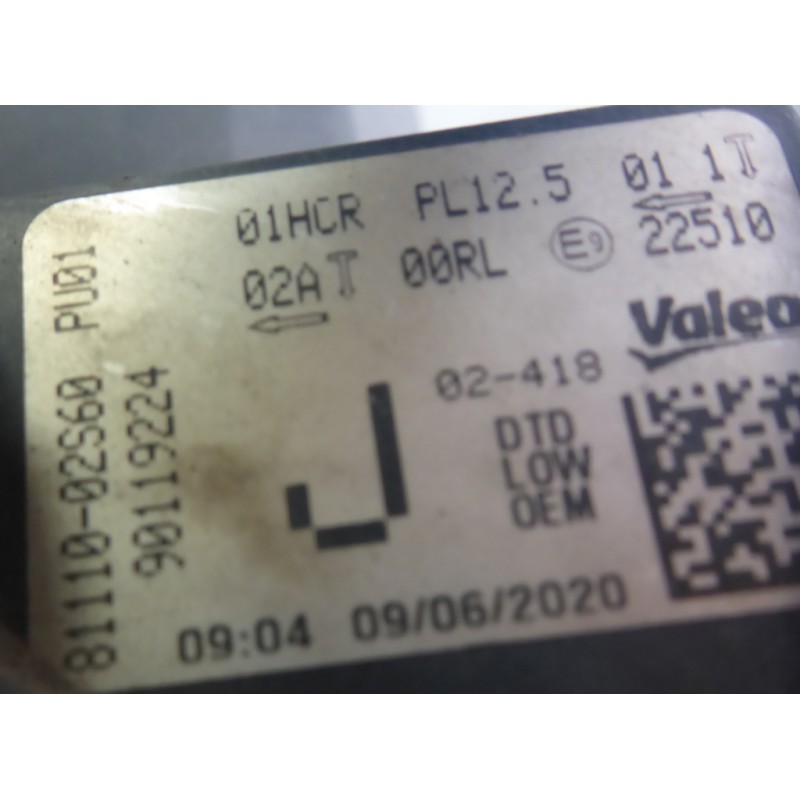 01HCR PL12.5 01 1
02A 00RL E9 22510
Valeo
81110-02S60 PU01
90119224
02-418
J
DTD
LOW
OEM
09:04 09/06/2020